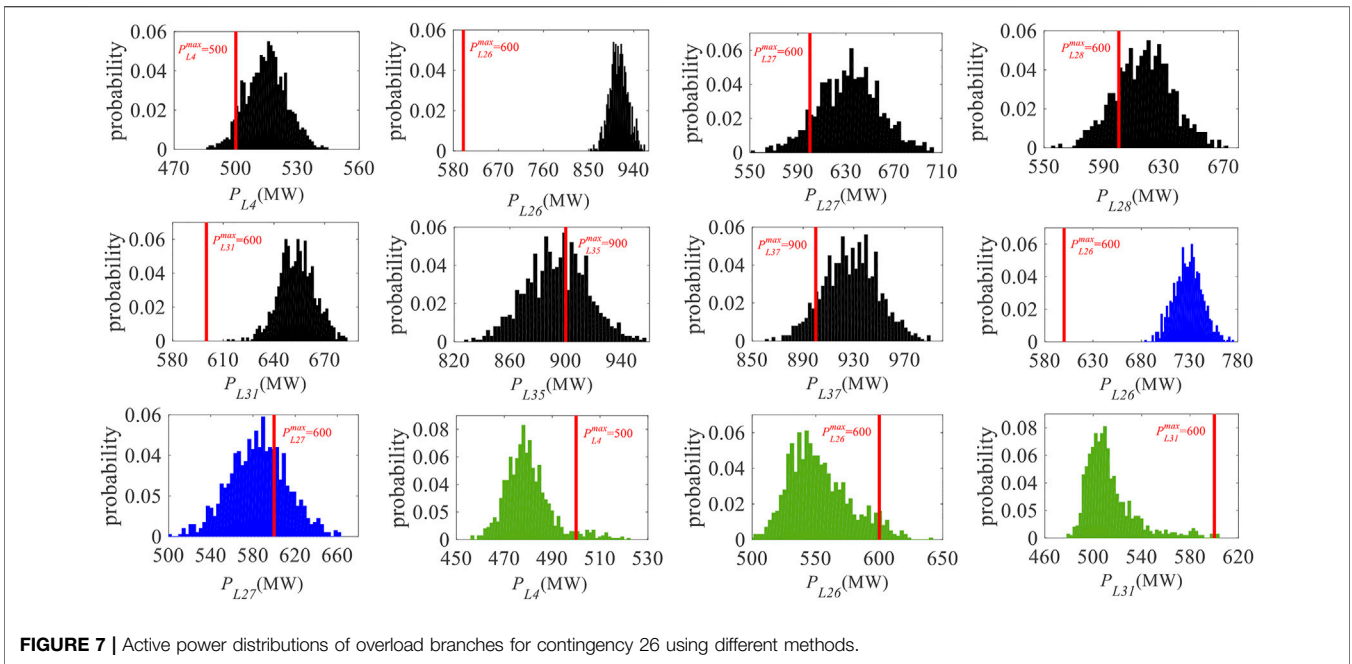 probability
0.06
0.04
0.02
0
P^max_L4=500
470 500 530 560
P_L4(MW)
probability
0.06
0.04
0.02
0
P^max_L26=600
580 670 760 850 940
P_L26(MW)
probability
0.06
0.04
0.02
0
P^max_L27=600
550 590 630 670 710
P_L27(MW)
probability
0.06
0.04
0.02
0
P^max_L28=600
560 600 640 680
P_L28(MW)
probability
0.06
0.04
0.02
0
P^max_L31=600
580 610 640 670
P_L31(MW)
probability
0.06
0.04
0.02
0
P^max_L35=900
820 860 900 940
P_L35(MW)
probability
0.06
0.04
0.02
0
P^max_L37=900
850 890 930 970
P_L37(MW)
probability
0.06
0.04
0.02
0
P^max_L26=600
580 630 680 730 780
P_L26(MW)
probability
0.06
0.04
0.05
0
P^max_L27=600
500 540 580 620 660
P_L27(MW)
probability
0.08
0.04
0.05
0
P^max_L4=500
450 470 490 510 530
P_L4(MW)
probability
0.06
0.04
0.02
0
P^max_L26=600
500 550 600 650
P_L26(MW)
probability
0.08
0.04
0.05
0
P^max_L31=600
460 500 540 580 620
P_L31(MW)
FIGURE 7 | Active power distributions of overload branches for contingency 26 using different methods.